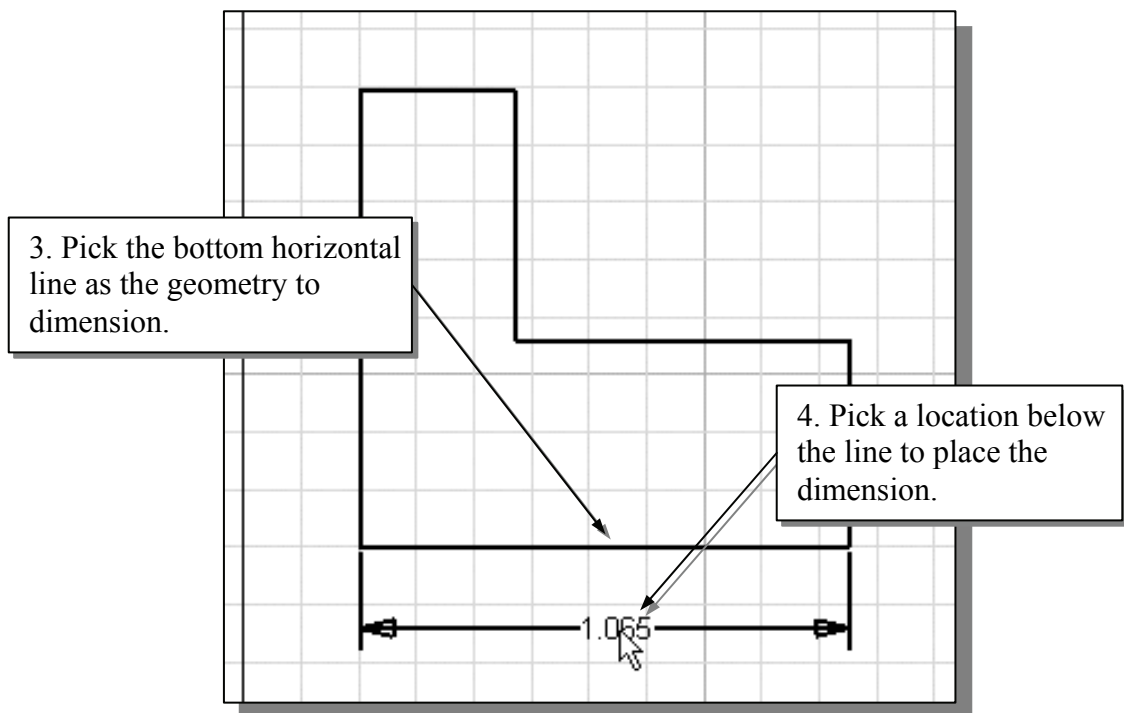 3. Pick the bottom horizontal
line as the geometry to
dimension.
4. Pick a location below
the line to place the
dimension.
1.065